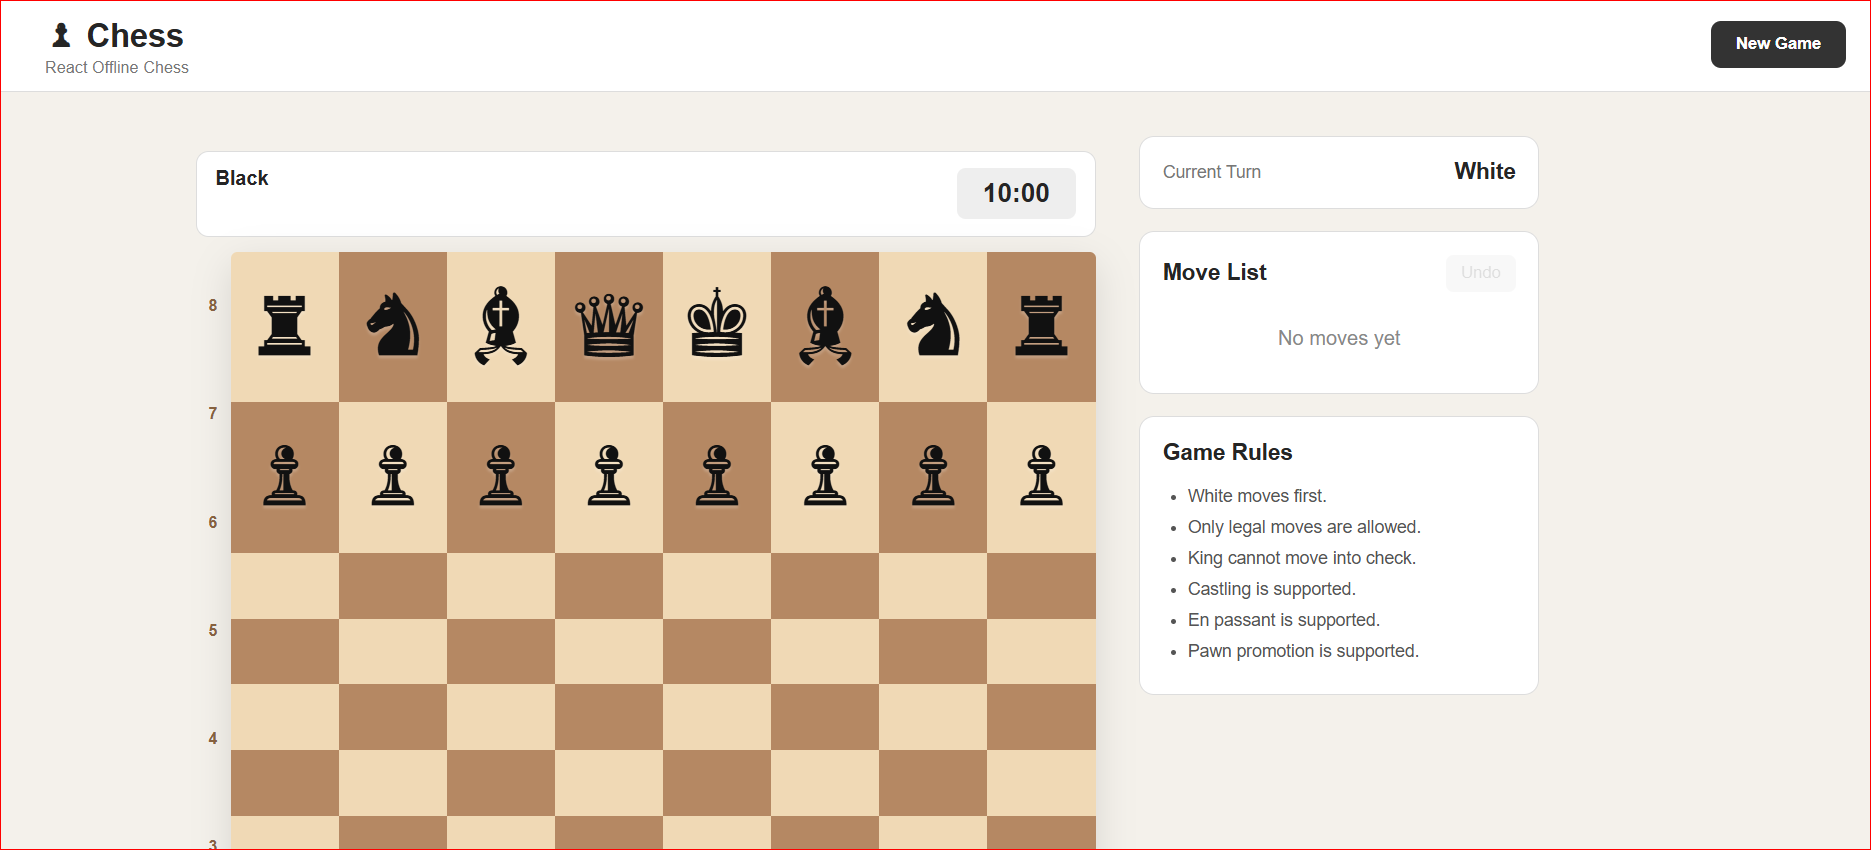 Chess
React Offline Chess
New Game
Black
10:00
Current Turn
White
Move List
Undo
No moves yet
Game Rules
White moves first.
Only legal moves are allowed.
King cannot move into check.
Castling is supported.
En passant is supported.
Pawn promotion is supported.
8
7
6
5
4
3